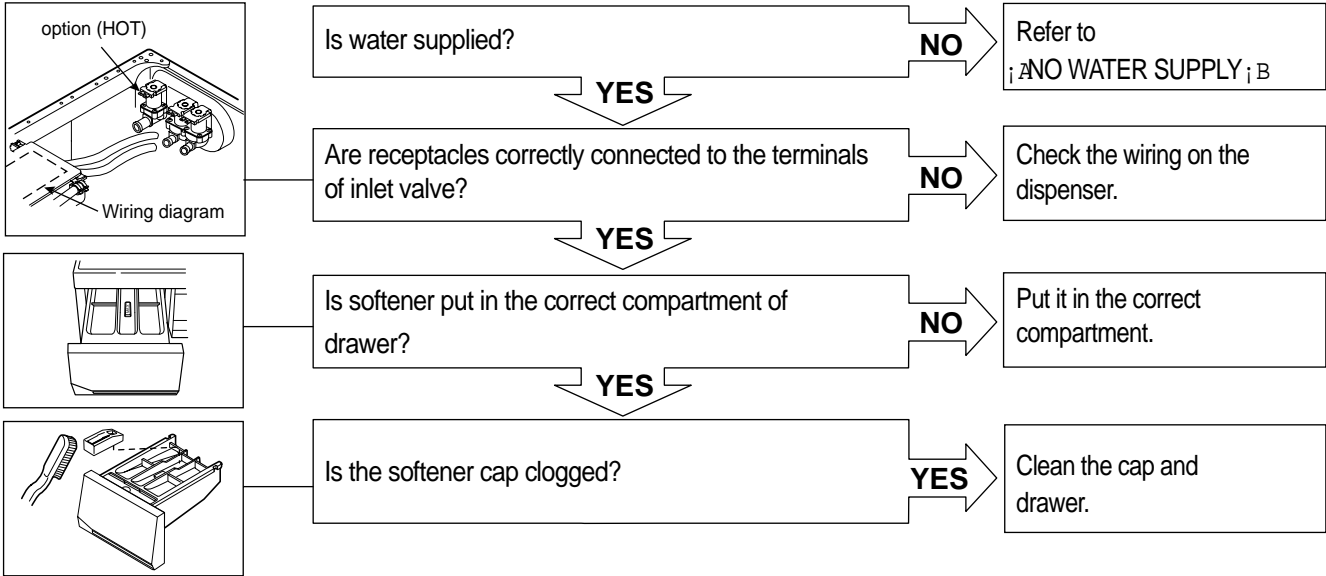 option (HOT)
Wiring diagram
Is water supplied?
NO
Refer to
¡ANO WATER SUPPLY¡B
YES
Are receptacles correctly connected to the terminals
of inlet valve?
NO
Check the wiring on the
dispenser.
YES
Is softener put in the correct compartment of
drawer?
NO
Put it in the correct
compartment.
YES
Is the softener cap clogged?
YES
Clean the cap and
drawer.